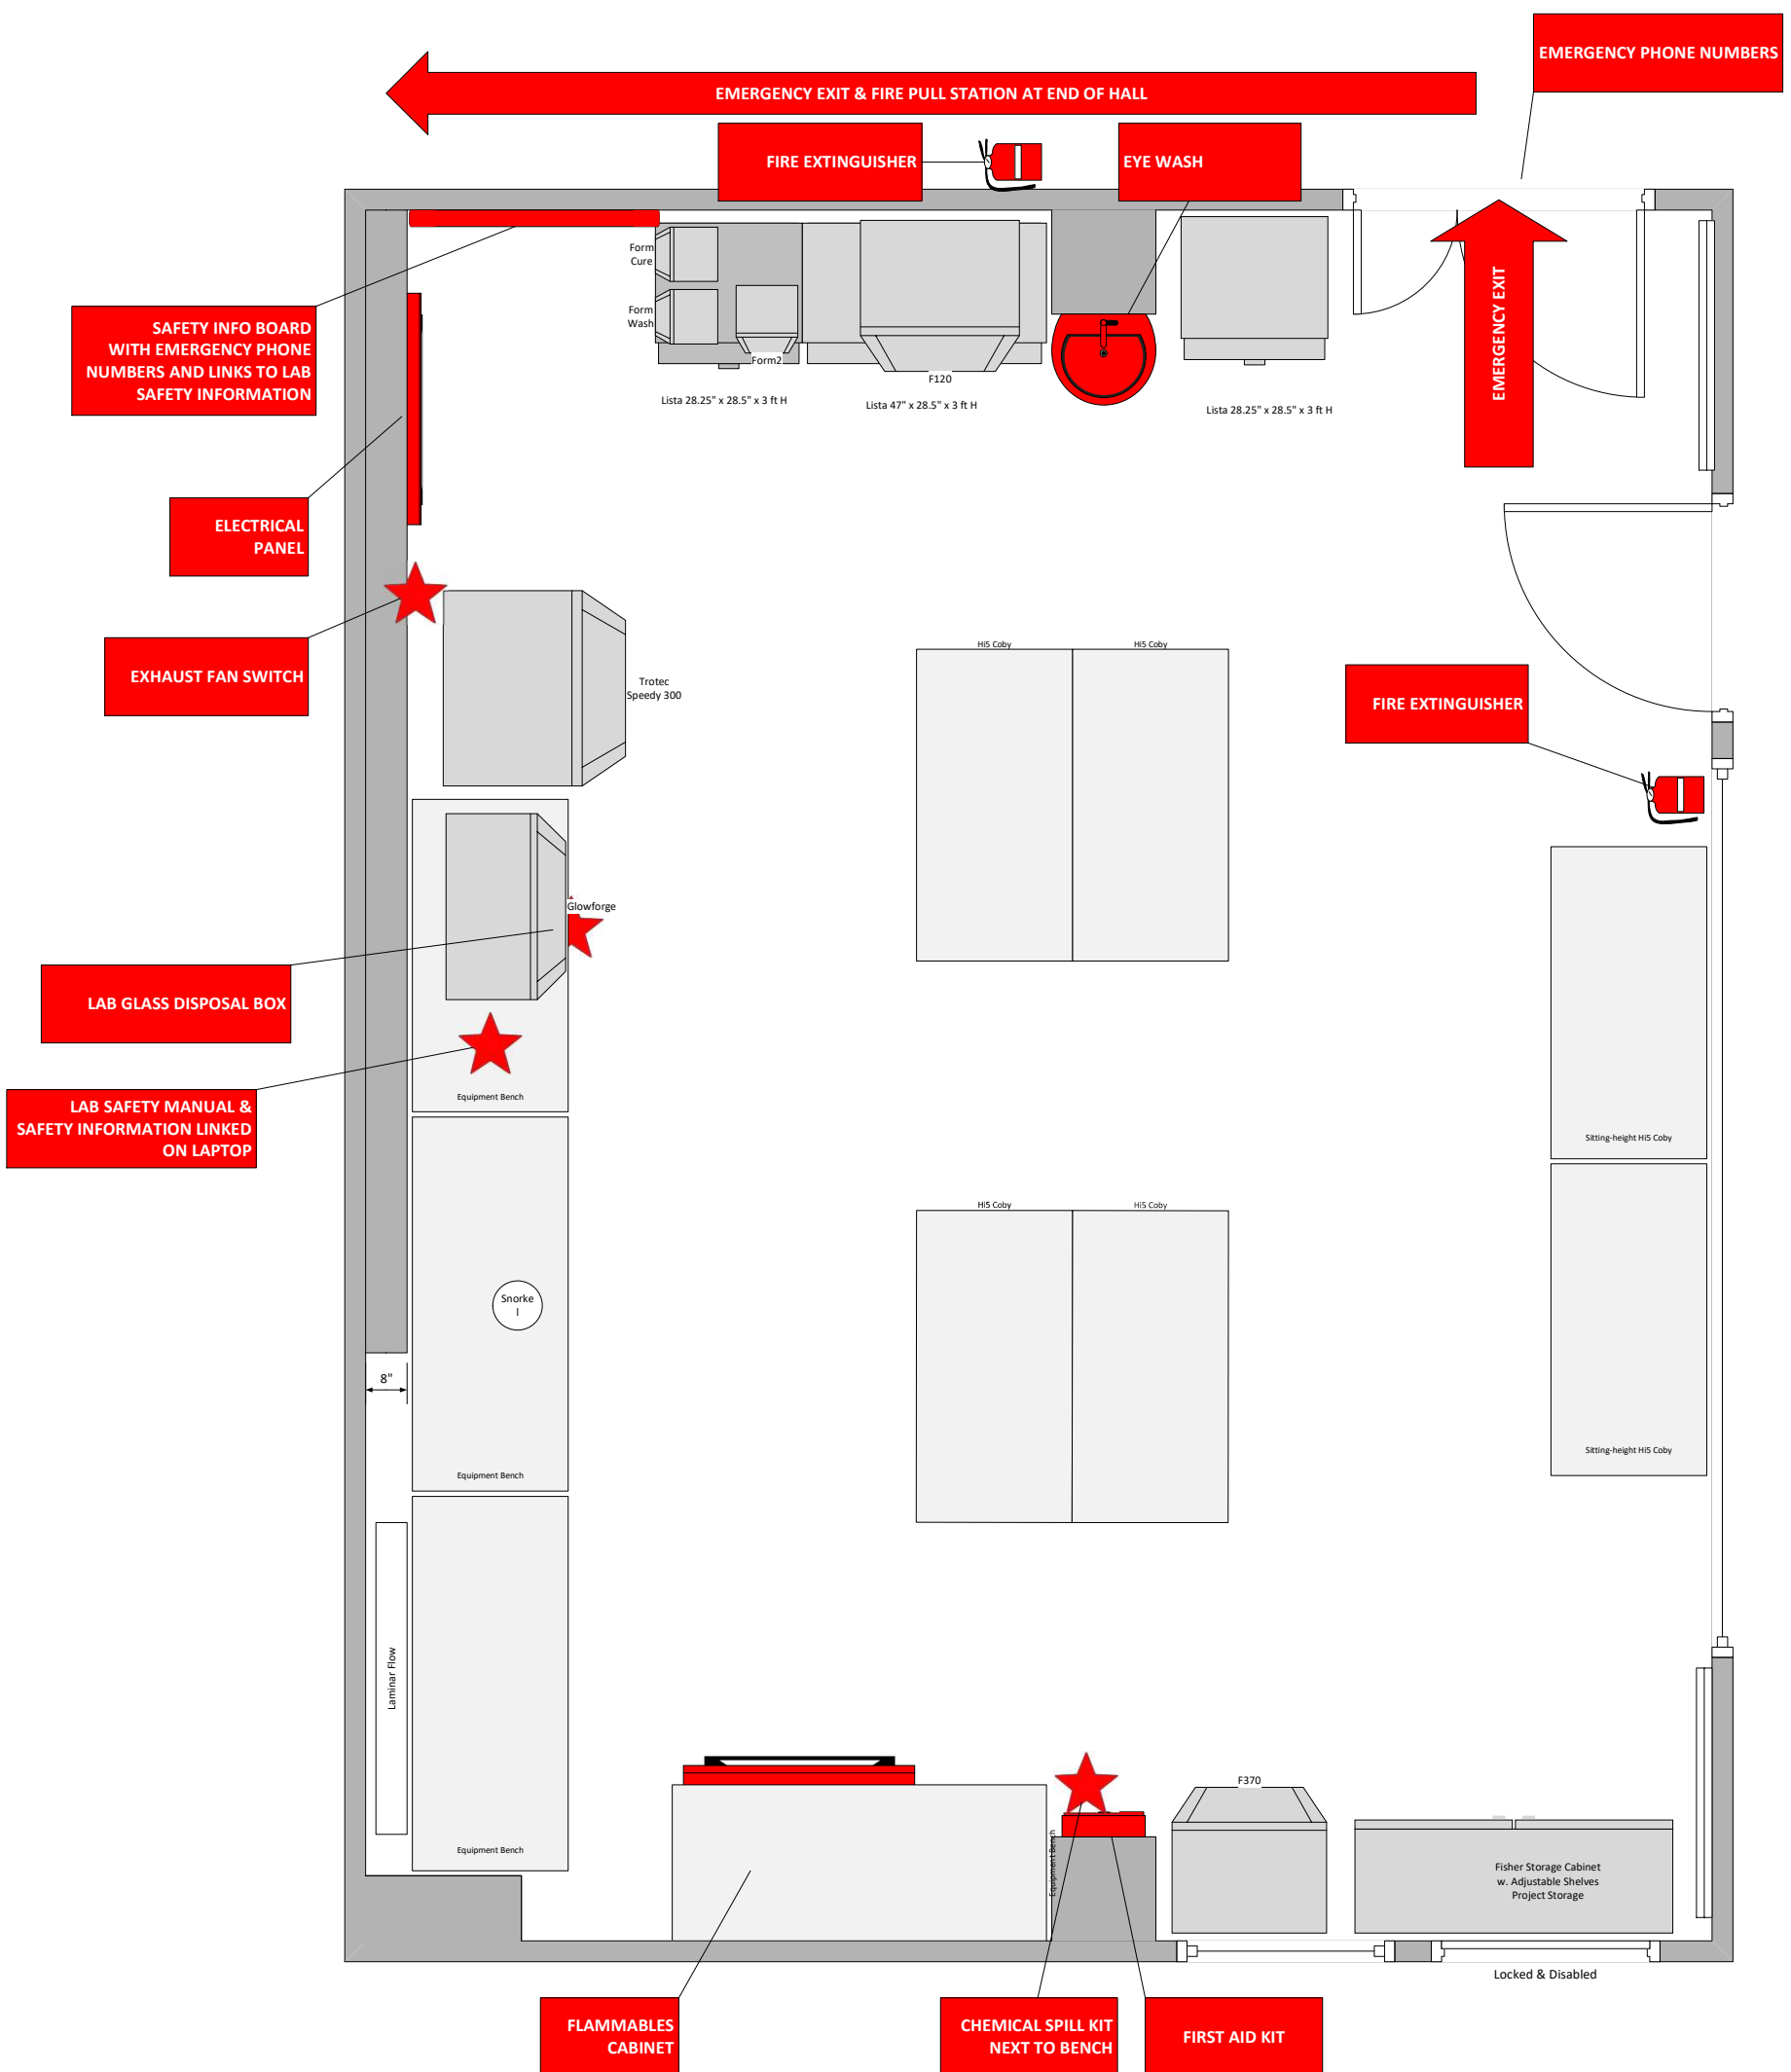 EMERGENCY PHONE NUMBERS
EMERGENCY EXIT & FIRE PULL STATION AT END OF HALL
FIRE EXTINGUISHER
EYE WASH
Form
Cure
Form
Wash
Form2
F120
Lista 28.25" x 28.5" x 3 ft H
Lista 47" x 28.5" x 3 ft H
Lista 28.25" x 28.5" x 3 ft H
EMERGENCY EXIT
SAFETY INFO BOARD
WITH EMERGENCY PHONE
NUMBERS AND LINKS TO LAB
SAFETY INFORMATION
ELECTRICAL
PANEL
EXHAUST FAN SWITCH
Trotec
Speedy 300
Hi5 Coby
Hi5 Coby
FIRE EXTINGUISHER
Glowforge
LAB GLASS DISPOSAL BOX
LAB SAFETY MANUAL &
SAFETY INFORMATION LINKED
ON LAPTOP
Equipment Bench
Sitting-height Hi5 Coby
Hi5 Coby
Hi5 Coby
Snorke
l
8"
Equipment Bench
Sitting-height Hi5 Coby
Laminar Flow
Equipment Bench
Equipment Bench
F370
Fisher Storage Cabinet
w. Adjustable Shelves
Project Storage
Locked & Disabled
FLAMMABLES
CABINET
CHEMICAL SPILL KIT
NEXT TO BENCH
FIRST AID KIT